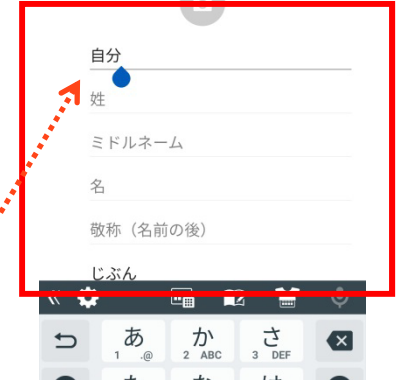 自分
姓
ミドルネーム
名
敬称（名前の後）
じぶん
あ か さ
1 .@ 2 ABC 3 DEF